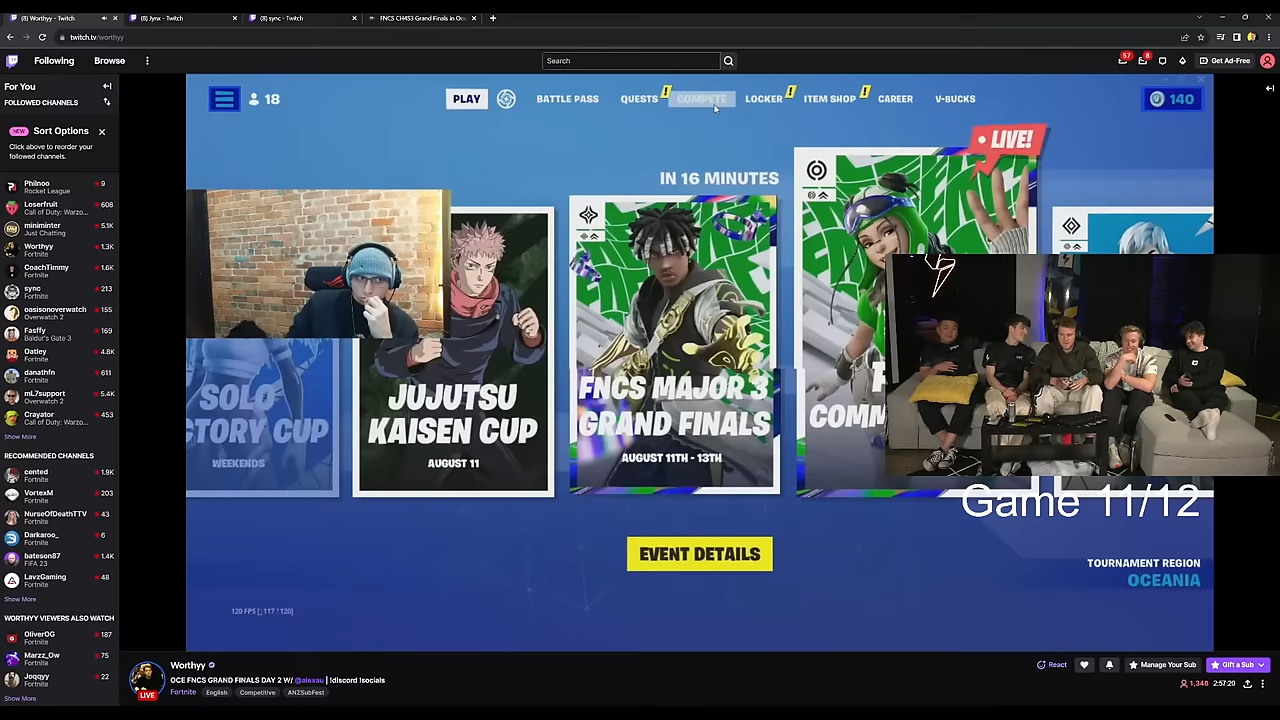 (8) Worthyy - Twitch
(8) Jynx - Twitch
(8) sync - Twitch
FNCS CH4S3 Grand Finals in Oce
twitch.tv/worthyy
Following
Browse
Search
57
8
Get Ad-Free
For You
FOLLOWED CHANNELS
NEW Sort Options
Click above to reorder your
followed channels.
Philnoo 9
Rocket League
Loserfruit 608
Call of Duty: Warzo...
miniminter 5.1K
Just Chatting
Worthyy 1.3K
Fortnite
CoachTimmy 1.6K
Fortnite
sync 213
Fortnite
oasisonoverwatch 155
Overwatch 2
Fasffy 169
Baldur's Gate 3
Oatley 4.8K
Fortnite
danathfn 611
Fortnite
mL7support 5.4K
Overwatch 2
Crayator 453
Call of Duty: Warzo...
Show More
RECOMMENDED CHANNELS
cented 1.9K
Fortnite
VortexM 203
Fortnite
NurseOfDeathTTV 43
Fortnite
Darkaroo_ 6
Fortnite
bateson87 1.4K
FIFA 23
LavzGaming 48
Fortnite
Show More
WORTHYY VIEWERS ALSO WATCH
OliverOG 187
Fortnite
Marzz_Ow 75
Fortnite
Joqqyy 22
Fortnite
Show More
18
PLAY
BATTLE PASS
QUESTS !
COMPETE
LOCKER !
ITEM SHOP !
CAREER
V-BUCKS
140
LIVE!
IN 16 MINUTES
SOLO
CTORY CUP
WEEKENDS
JUJUTSU
KAISEN CUP
AUGUST 11
FNCS MAJOR 3
GRAND FINALS
AUGUST 11TH - 13TH
COMM
Game 11/12
EVENT DETAILS
TOURNAMENT REGION
OCEANIA
120 FPS [↓117 ↑120]
Worthyy
OCE FNCS GRAND FINALS DAY 2 W/ @alexau | !discord !socials
Fortnite English Competitive ANZSubFest
LIVE
React
Manage Your Sub
Gift a Sub
1,346
2:57:20